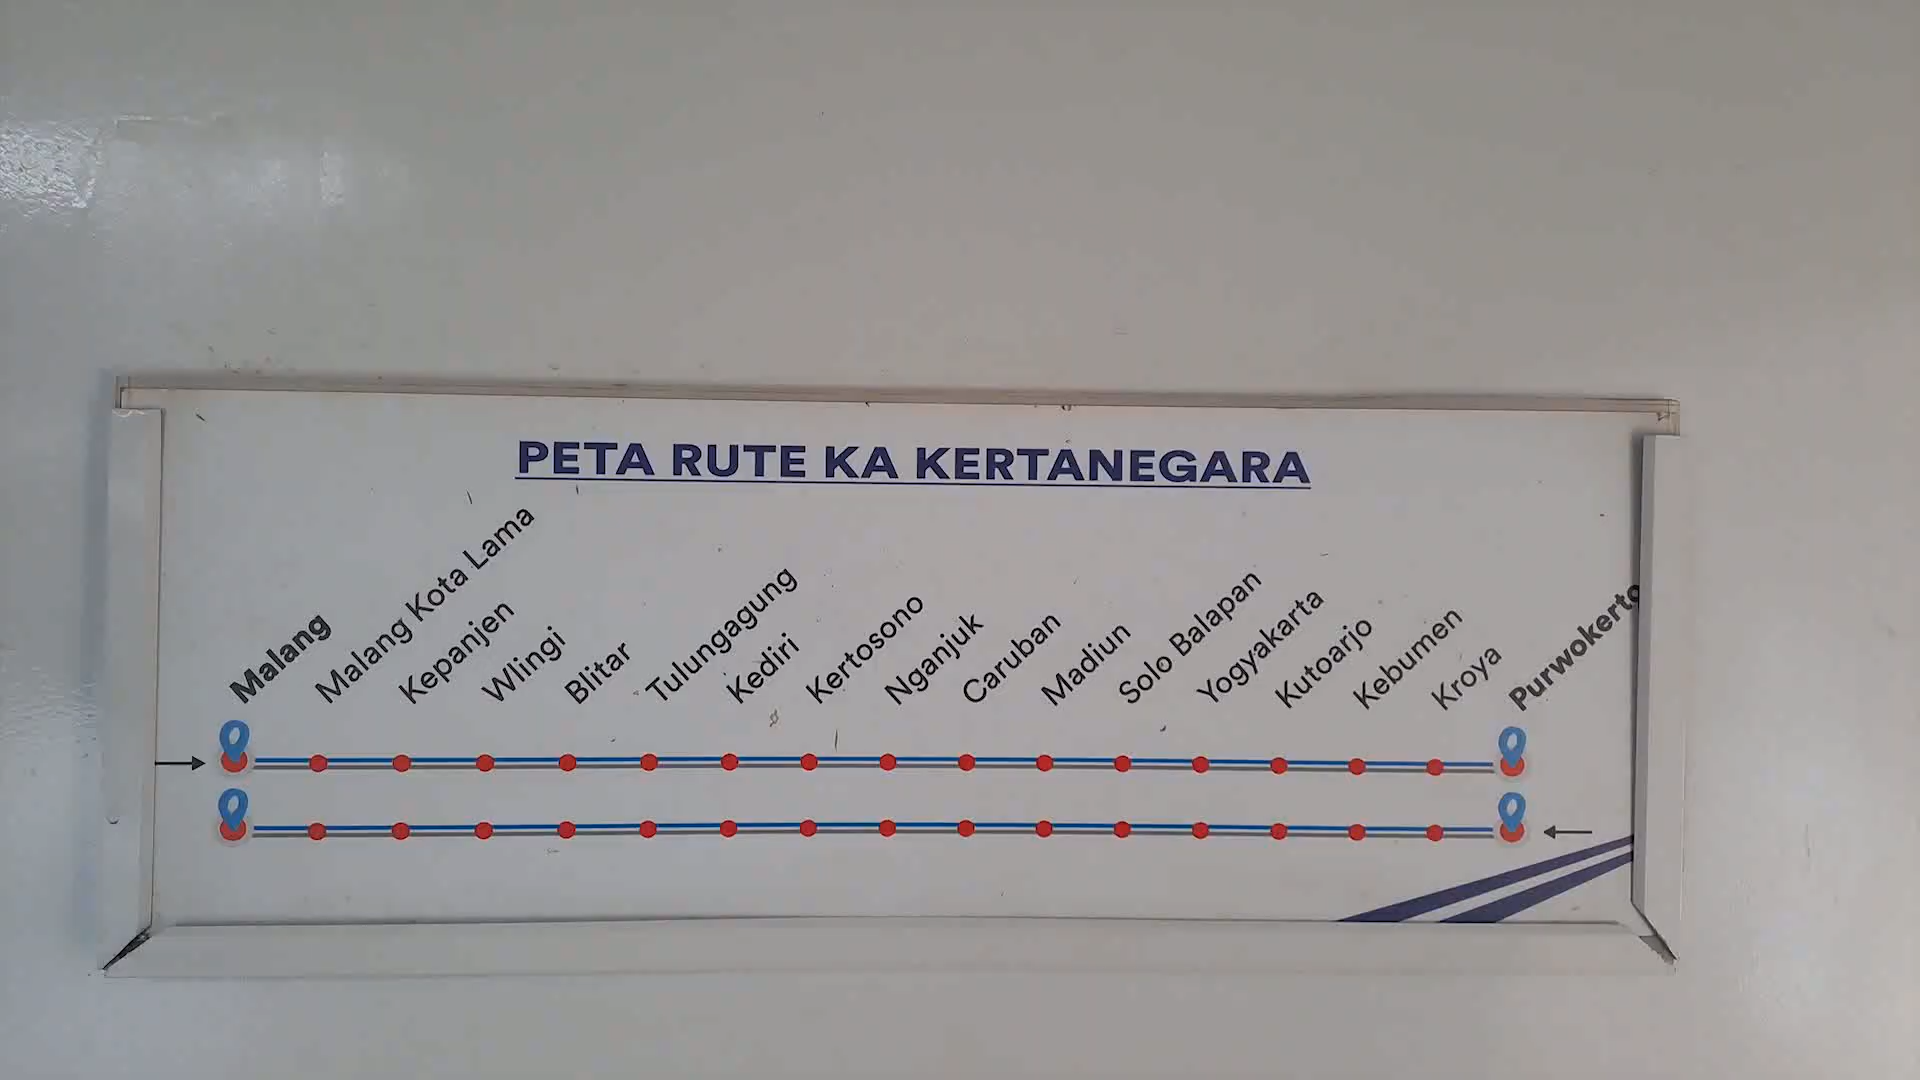 PETA RUTE KA KERTANEGARA
Malang
Malang Kota Lama
Kepanjen
Wlingi
Blitar
Tulungagung
Kediri
Kertosono
Nganjuk
Caruban
Madiun
Solo Balapan
Yogyakarta
Kutoarjo
Kebumen
Kroya
Purwokerto